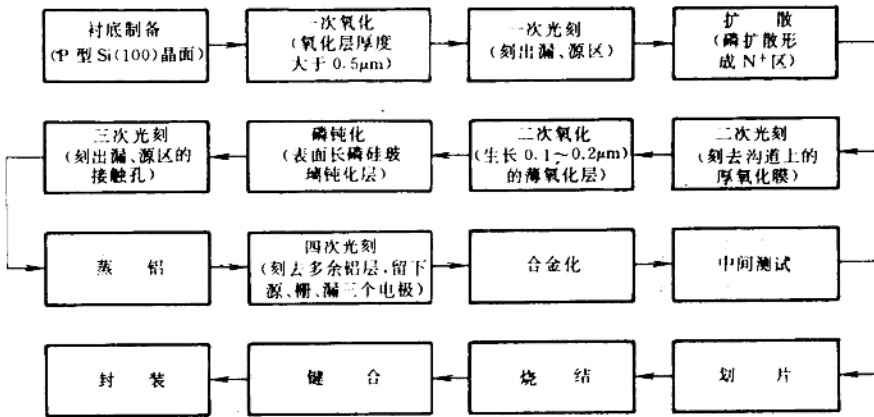 衬底制备
(P 型 Si(100)晶面)
一次氧化
(氧化层厚度
大于 0.5μm)
一次光刻
(刻出漏、源区)
扩 散
(磷扩散形
成 N⁺区)
二次光刻
(刻去沟道上的
厚氧化膜)
二次氧化
(生长 0.1~0.2μm)
的薄氧化层)
磷钝化
(表面长磷硅玻
璃钝化层)
三次光刻
(刻出漏、源区的
接触孔)
蒸 铝
四次光刻
(刻去多余铝层,留下
源、栅、漏三个电极)
合金化
中间测试
划 片
烧 结
键 合
封 装